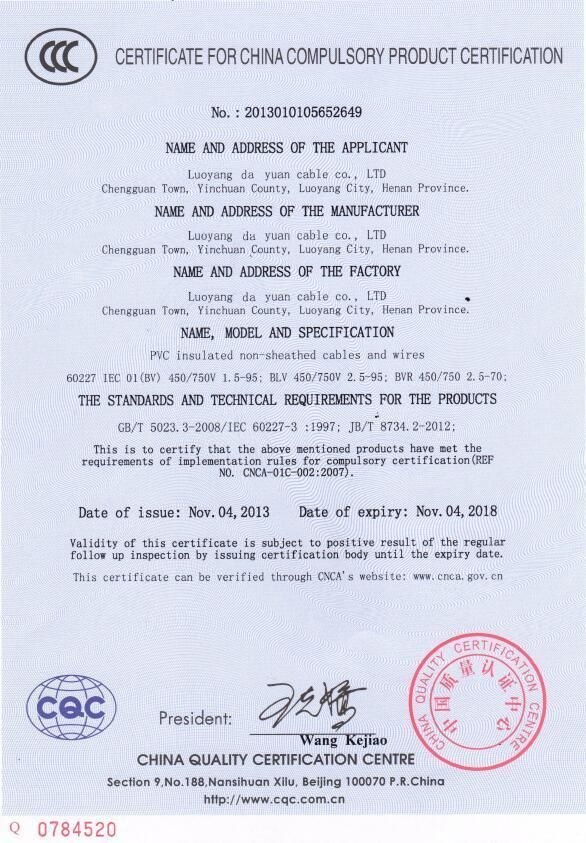 CCC
CERTIFICATE FOR CHINA COMPULSORY PRODUCT CERTIFICATION
No. : 2013010105652649
NAME AND ADDRESS OF THE APPLICANT
Luoyang da yuan cable co., LTD
Chengguan Town, Yinchuan County, Luoyang City, Henan Province.
NAME AND ADDRESS OF THE MANUFACTURER
Luoyang da yuan cable co., LTD
Chengguan Town, Yinchuan County, Luoyang City, Henan Province.
NAME AND ADDRESS OF THE FACTORY
Luoyang da yuan cable co., LTD
Chengguan Town, Yinchuan County, Luoyang City, Henan Province.
NAME, MODEL AND SPECIFICATION
PVC insulated non-sheathed cables and wires
60227 IEC 01(BV) 450/750V 1.5-95; BLV 450/750V 2.5-95; BVR 450/750 2.5-70;
THE STANDARDS AND TECHNICAL REQUIREMENTS FOR THE PRODUCTS
GB/T 5023.3-2008/IEC 60227-3 :1997; JB/T 8734.2-2012;
This is to certify that the above mentioned products have met the
requirements of implementation rules for compulsory certification(REF
NO. CNCA-01C-002:2007).
Date of issue: Nov. 04, 2013 Date of expiry: Nov. 04, 2018
Validity of this certificate is subject to positive result of the regular
follow up inspection by issuing certification body until the expiry date.
This certificate can be verified through CNCA's website: www.cnca.gov.cn
CQC
President:
Wang Kejiao
CHINA QUALITY CERTIFICATION CENTRE
中国质量认证中心
CHINA QUALITY CERTIFICATION CENTRE
Section 9,No.188,Nansihuan Xilu, Beijing 100070 P.R.China
http://www.cqc.com.cn
Q 0784520